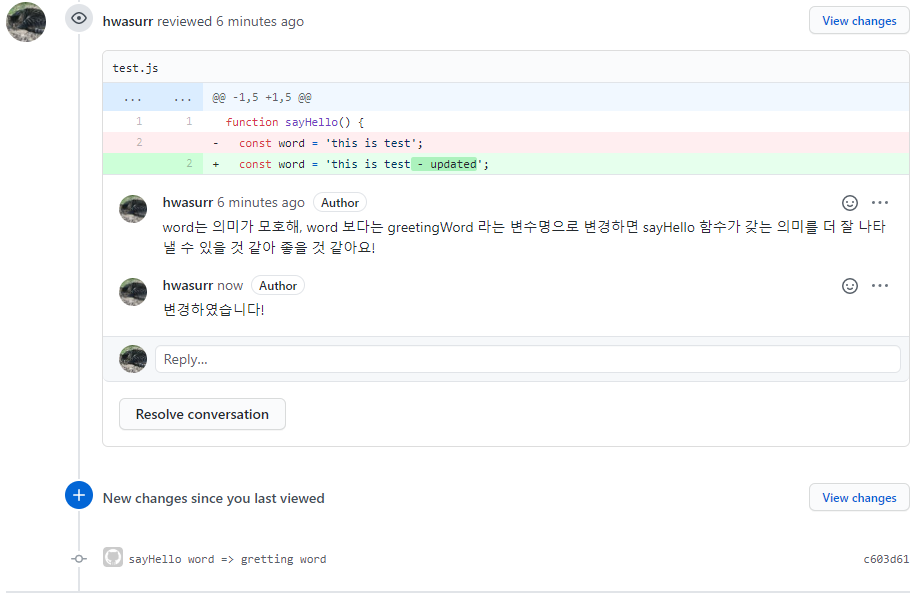 hwasurr reviewed 6 minutes ago View changes
test.js
... ... @@ -1,5 +1,5 @@
1 1 function sayHello() {
2 - const word = 'this is test';
2 + const word = 'this is test - updated';
hwasurr 6 minutes ago Author
word는 의미가 모호해, word 보다는 greetingWord 라는 변수명으로 변경하면 sayHello 함수가 갖는 의미를 더 잘 나타
낼 수 있을 것 같아 좋을 것 같아요!
hwasurr now Author
변경하였습니다!
Reply...
Resolve conversation
New changes since you last viewed View changes
sayHello word => gretting word c603d61